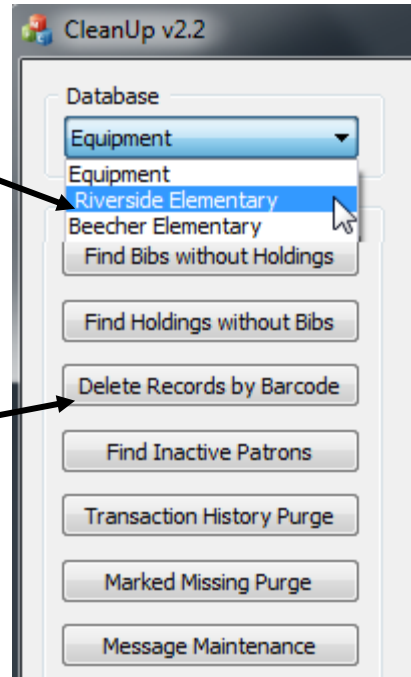 CleanUp v2.2
Database
Equipment
Equipment
Riverside Elementary
Beecher Elementary
Find Bibs without Holdings
Find Holdings without Bibs
Delete Records by Barcode
Find Inactive Patrons
Transaction History Purge
Marked Missing Purge
Message Maintenance